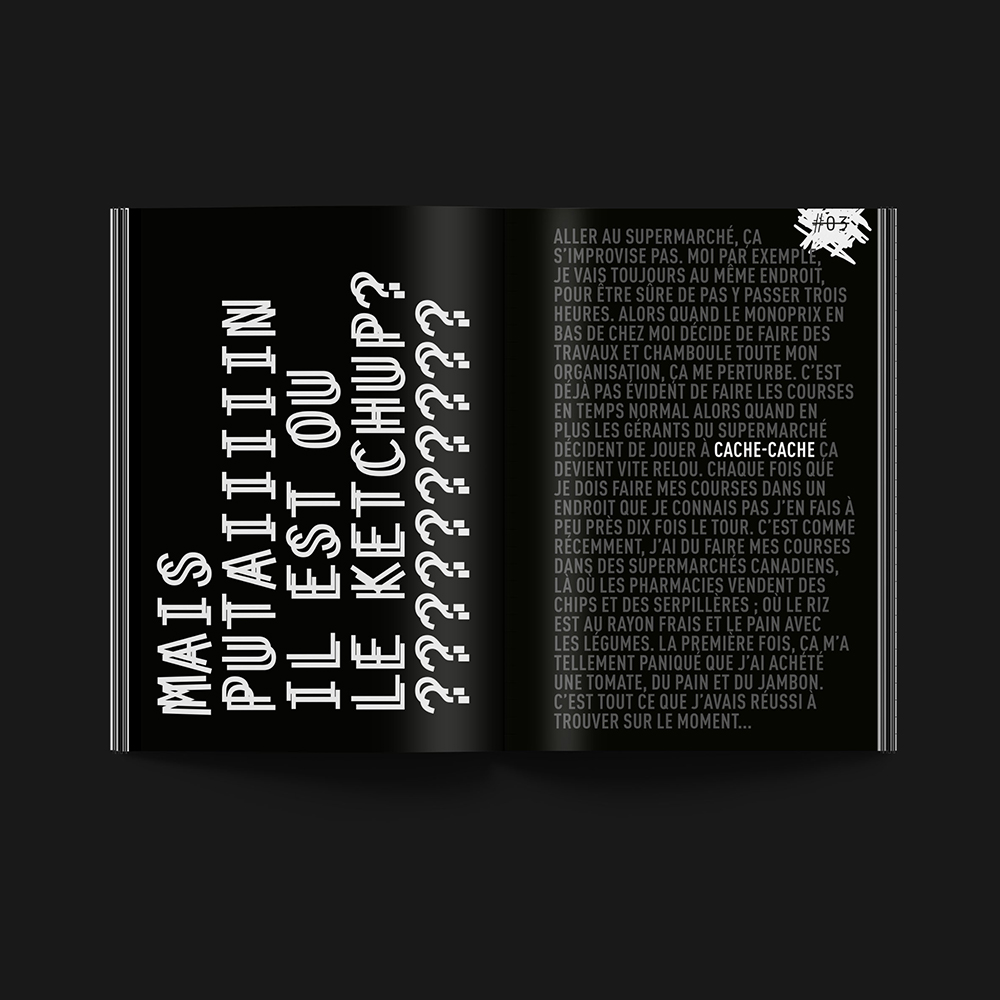 MAIS
PUTAIIIIIN
IL EST OU
LE KETCHUP?
??????????
#03
ALLER AU SUPERMARCHÉ, ÇA
S'IMPROVISE PAS. MOI PAR EXEMPLE,
JE VAIS TOUJOURS AU MÊME ENDROIT,
POUR ÊTRE SÛRE DE PAS Y PASSER TROIS
HEURES. ALORS QUAND LE MONOPRIX EN
BAS DE CHEZ MOI DÉCIDE DE FAIRE DES
TRAVAUX ET CHAMBOULE TOUTE MON
ORGANISATION, ÇA ME PERTURBE. C'EST
DÉJÀ PAS ÉVIDENT DE FAIRE LES COURSES
EN TEMPS NORMAL ALORS QUAND EN
PLUS LES GÉRANTS DU SUPERMARCHÉ
DÉCIDENT DE JOUER À CACHE-CACHE ÇA
DEVIENT VITE RELOU. CHAQUE FOIS QUE
JE DOIS FAIRE MES COURSES DANS UN
ENDROIT QUE JE CONNAIS PAS J'EN FAIS À
PEU PRÈS DIX FOIS LE TOUR. C'EST COMME
RÉCEMMENT, J'AI DU FAIRE MES COURSES
DANS DES SUPERMARCHÉS CANADIENS,
LÀ OÙ LES PHARMACIES VENDENT DES
CHIPS ET DES SERPILLÈRES ; OÙ LE RIZ
EST AU RAYON FRAIS ET LE PAIN AVEC
LES LÉGUMES. LA PREMIÈRE FOIS, ÇA M'A
TELLEMENT PANIQUÉ QUE J'AI ACHÉTÉ
UNE TOMATE, DU PAIN ET DU JAMBON.
C'EST TOUT CE QUE J'AVAIS RÉUSSI À
TROUVER SUR LE MOMENT...